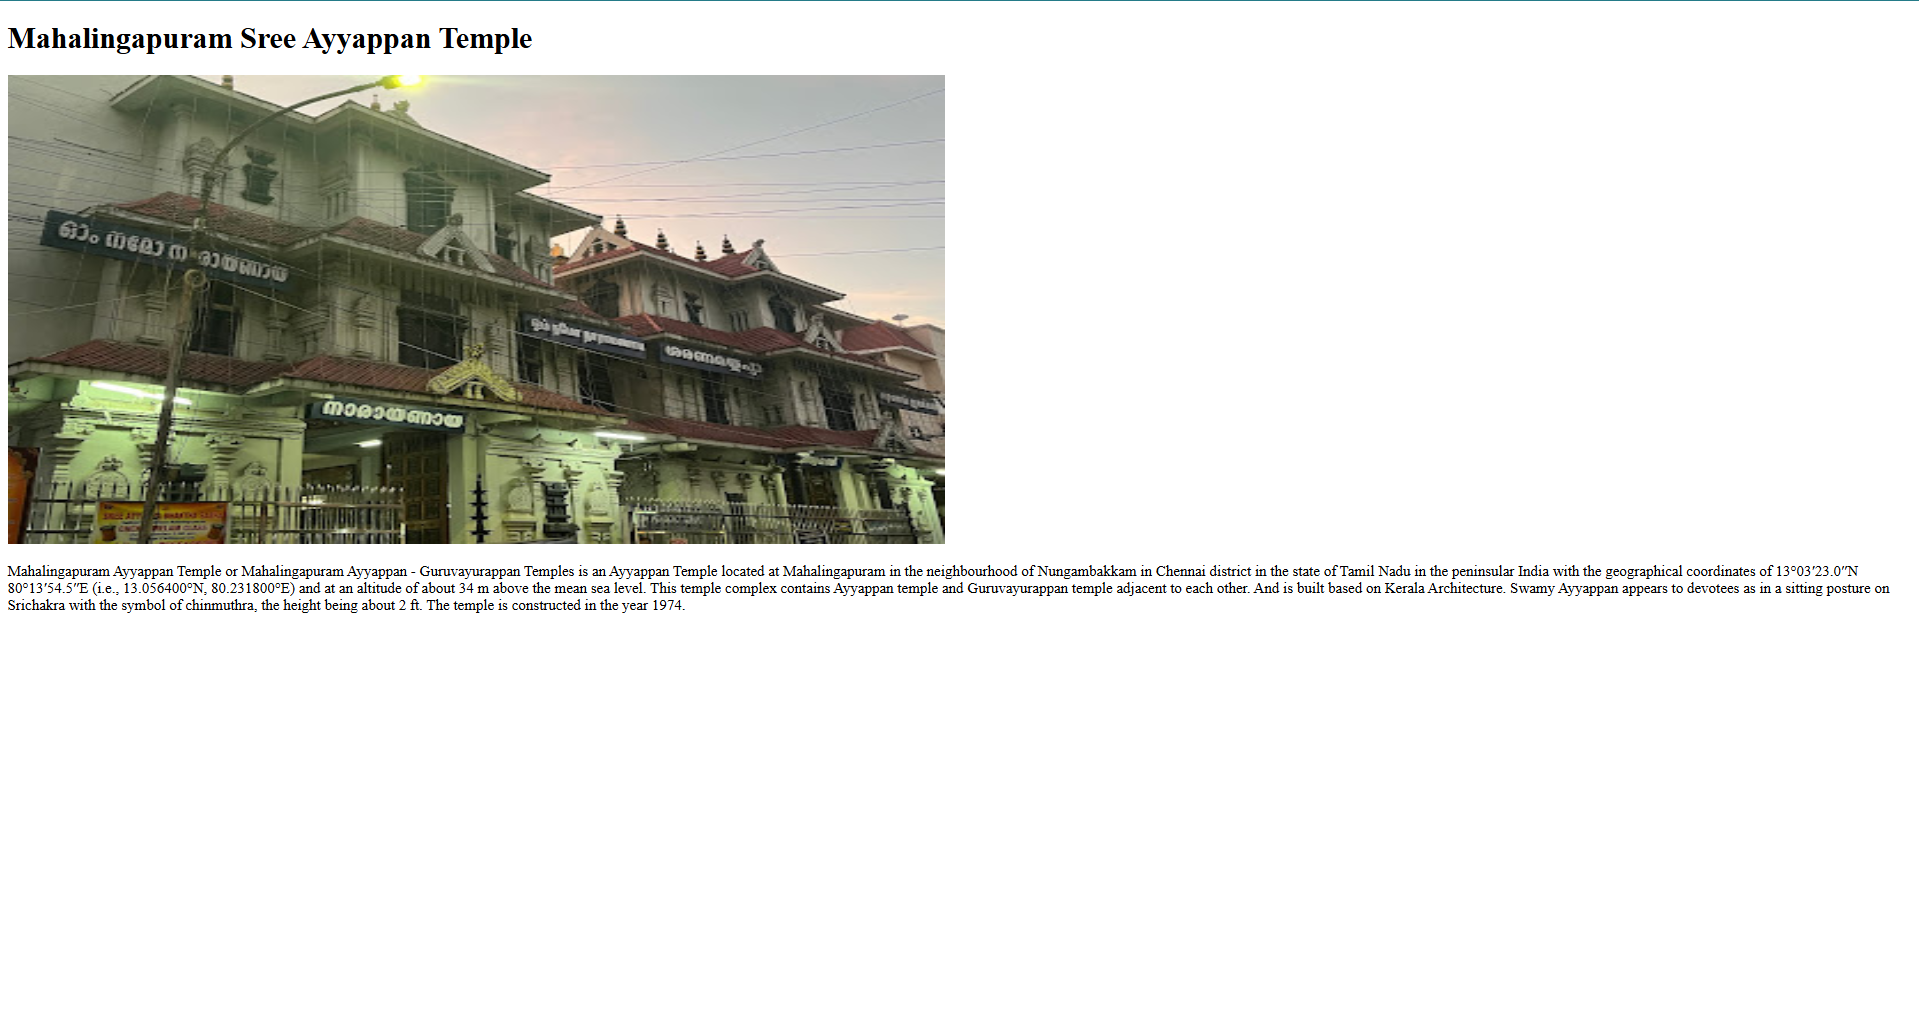 Mahalingapuram Sree Ayyappan Temple
ഓം നമോ നാരായണായ
ശരണമയ്യപ്പാ
നാരായണായ
Mahalingapuram Ayyappan Temple or Mahalingapuram Ayyappan - Guruvayurappan Temples is an Ayyappan Temple located at Mahalingapuram in the neighbourhood of Nungambakkam in Chennai district in the state of Tamil Nadu in the peninsular India with the geographical coordinates of 13°03'23.0"N
80°13'54.5"E (i.e., 13.056400°N, 80.231800°E) and at an altitude of about 34 m above the mean sea level. This temple complex contains Ayyappan temple and Guruvayurappan temple adjacent to each other. And is built based on Kerala Architecture. Swamy Ayyappan appears to devotees as in a sitting posture on
Srichakra with the symbol of chinmuthra, the height being about 2 ft. The temple is constructed in the year 1974.